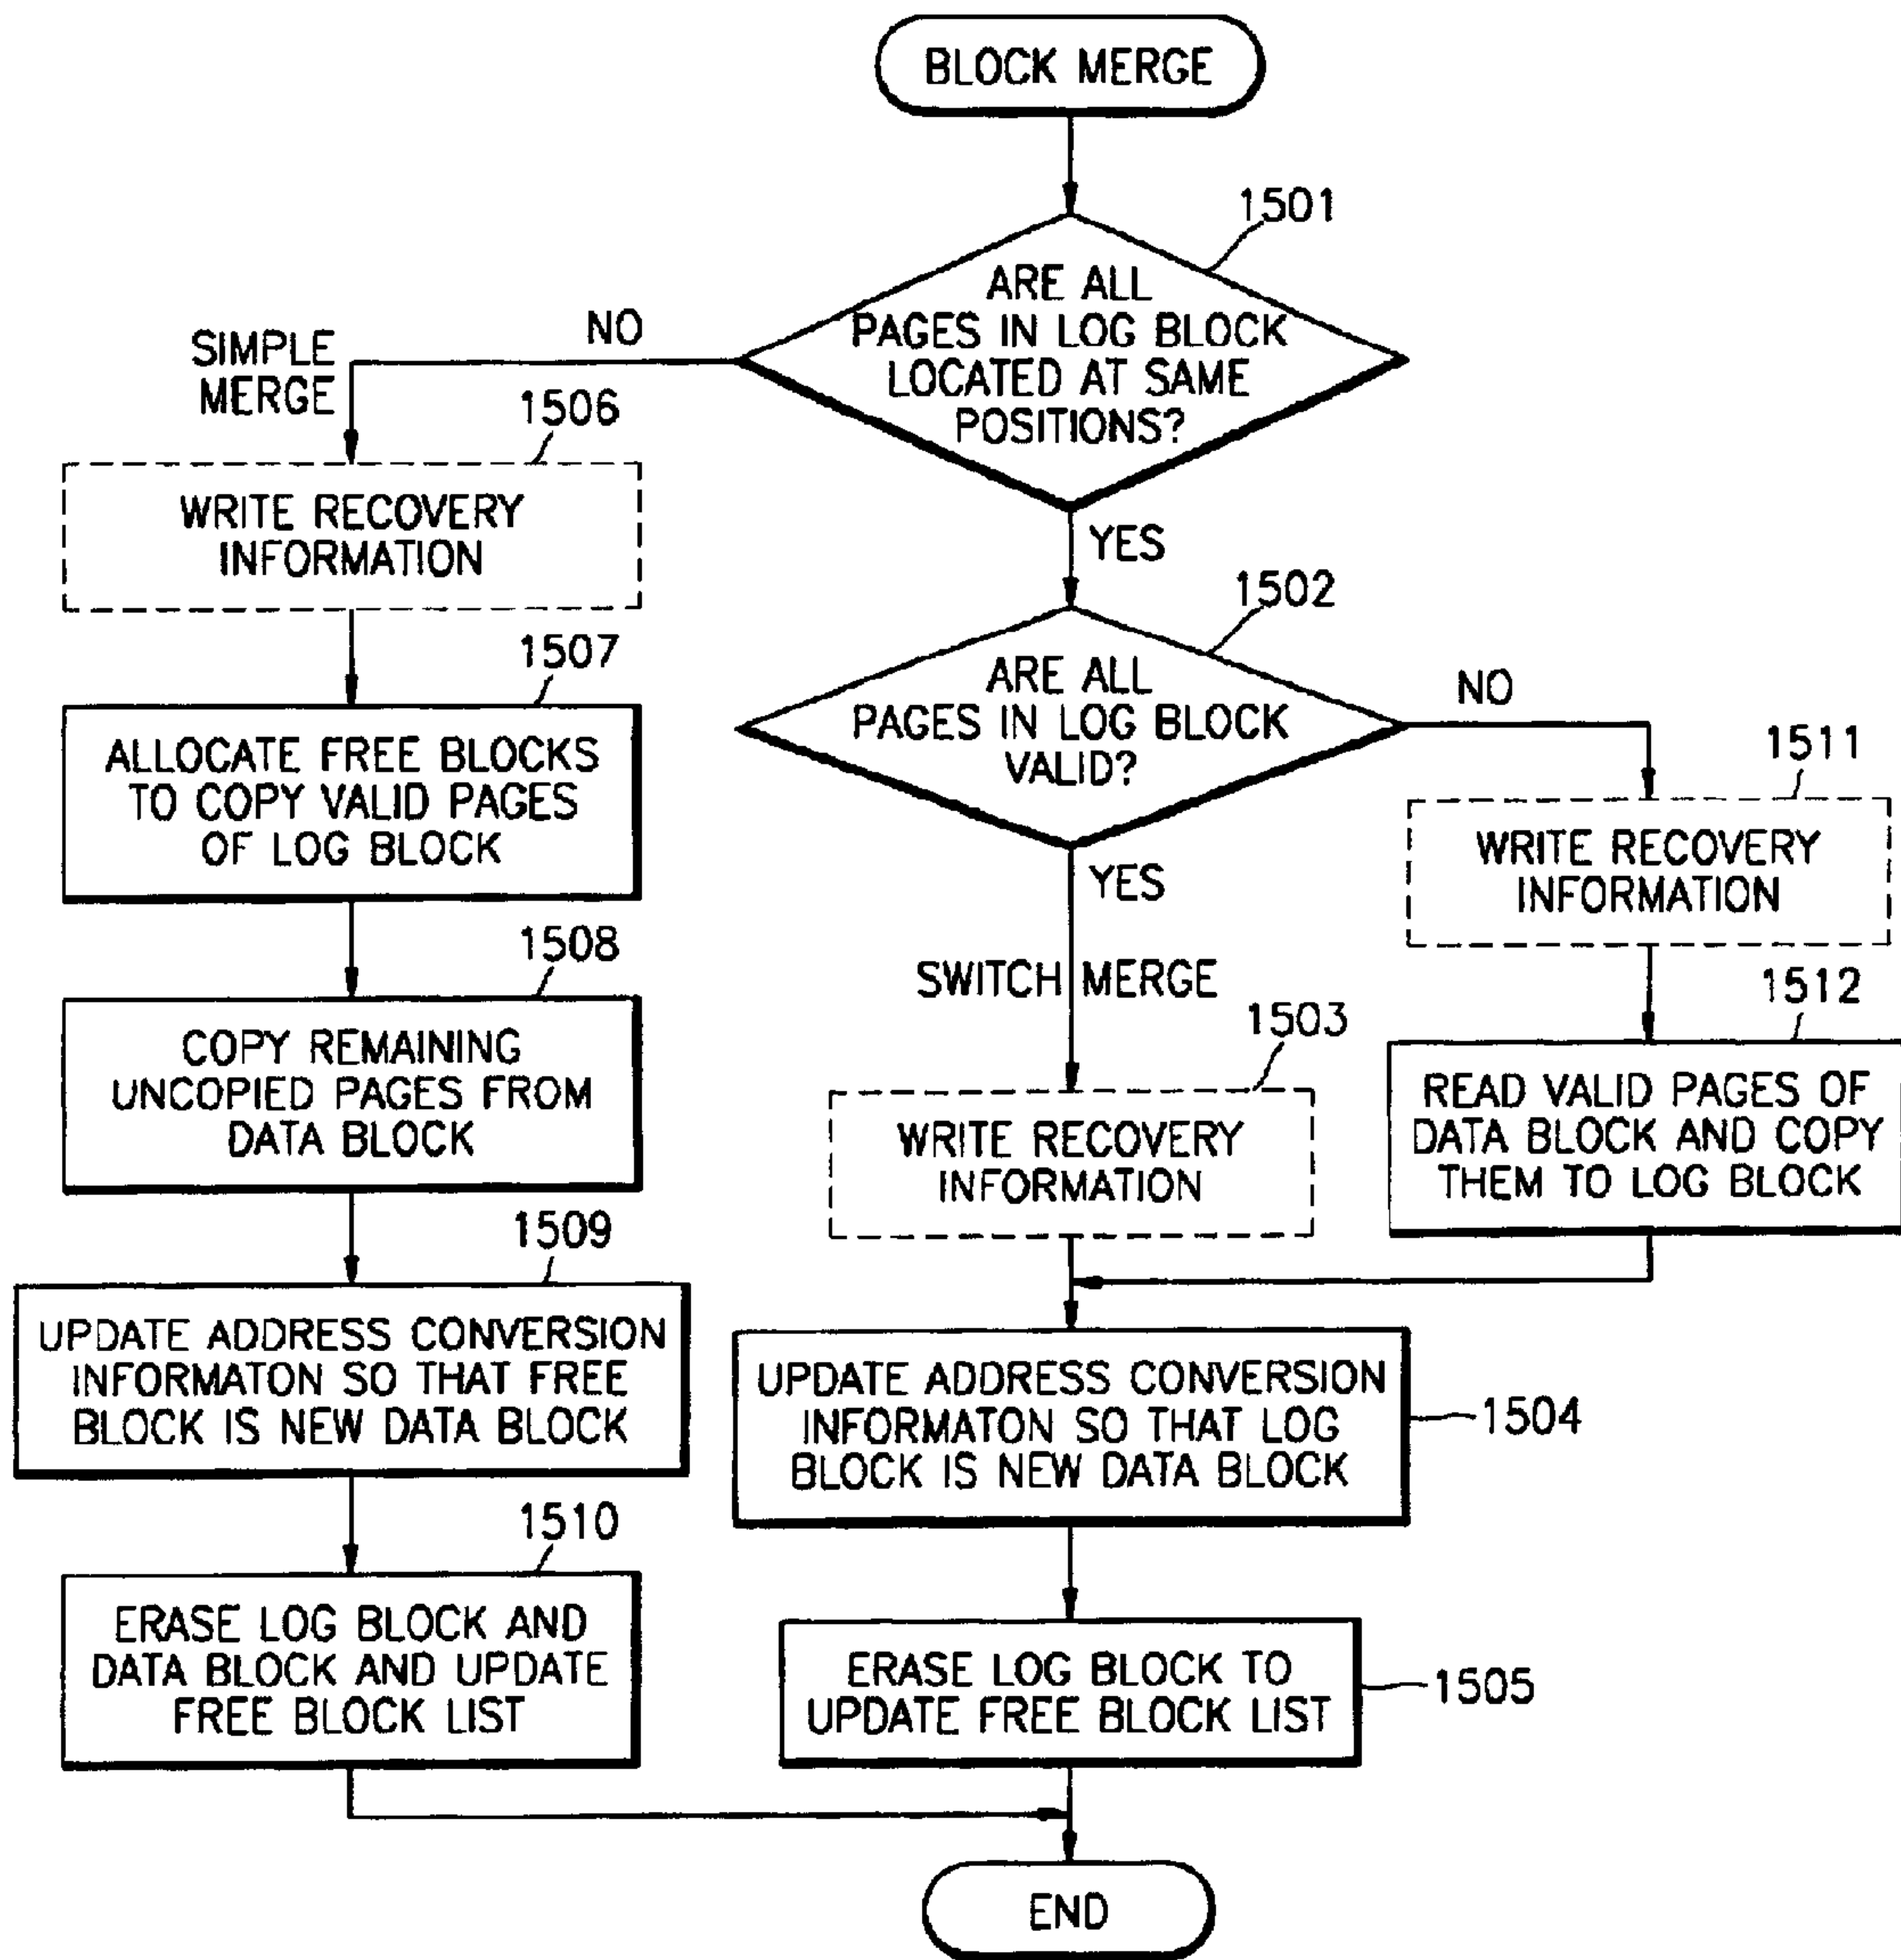 BLOCK MERGE
1501
ARE ALL
PAGES IN LOG BLOCK
LOCATED AT SAME
POSITIONS?
NO
SIMPLE
MERGE
1506
WRITE RECOVERY
INFORMATION
YES
1502
ARE ALL
PAGES IN LOG BLOCK
VALID?
NO
1507
ALLOCATE FREE BLOCKS
TO COPY VALID PAGES
OF LOG BLOCK
1511
WRITE RECOVERY
INFORMATION
YES
SWITCH MERGE
1508
COPY REMAINING
UNCOPIED PAGES FROM
DATA BLOCK
1503
WRITE RECOVERY
INFORMATION
1512
READ VALID PAGES OF
DATA BLOCK AND COPY
THEM TO LOG BLOCK
1509
UPDATE ADDRESS CONVERSION
INFORMATON SO THAT FREE
BLOCK IS NEW DATA BLOCK
UPDATE ADDRESS CONVERSION
INFORMATON SO THAT LOG
BLOCK IS NEW DATA BLOCK
1504
1510
ERASE LOG BLOCK AND
DATA BLOCK AND UPDATE
FREE BLOCK LIST
ERASE LOG BLOCK TO
UPDATE FREE BLOCK LIST
1505
END